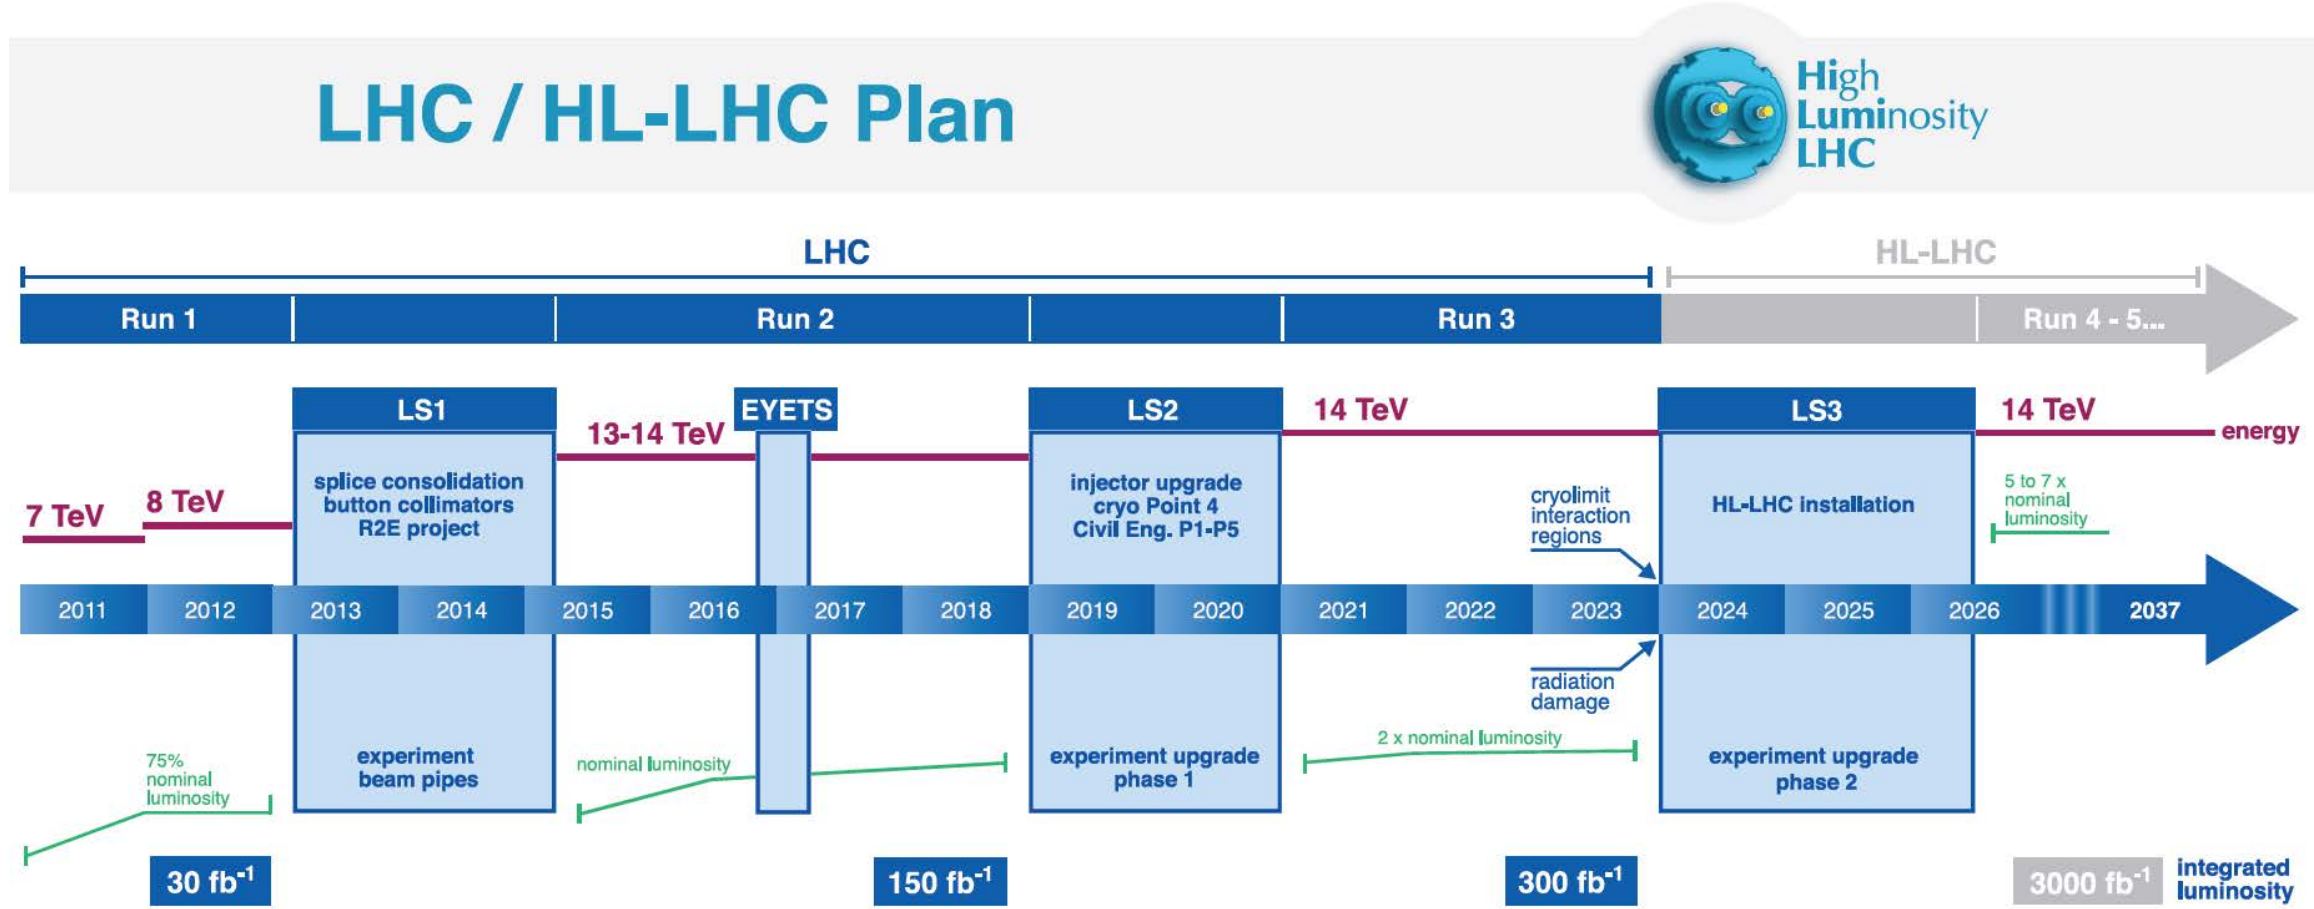 LHC / HL-LHC Plan
High
Luminosity
LHC
LHC
HL-LHC
Run 1
Run 2
Run 3
Run 4 - 5...
LS1
EYETS
LS2
14 TeV
LS3
14 TeV
13-14 TeV
energy
splice consolidation
button collimators
R2E project
injector upgrade
cryo Point 4
Civil Eng. P1-P5
cryolimit
interaction
regions
HL-LHC installation
5 to 7 x
nominal
luminosity
7 TeV
8 TeV
2011
2012
2013
2014
2015
2016
2017
2018
2019
2020
2021
2022
2023
2024
2025
2026
2037
radiation
damage
75%
nominal
luminosity
experiment
beam pipes
nominal luminosity
experiment upgrade
phase 1
2 x nominal luminosity
experiment upgrade
phase 2
30 fb⁻¹
150 fb⁻¹
300 fb⁻¹
3000 fb⁻¹
integrated
luminosity